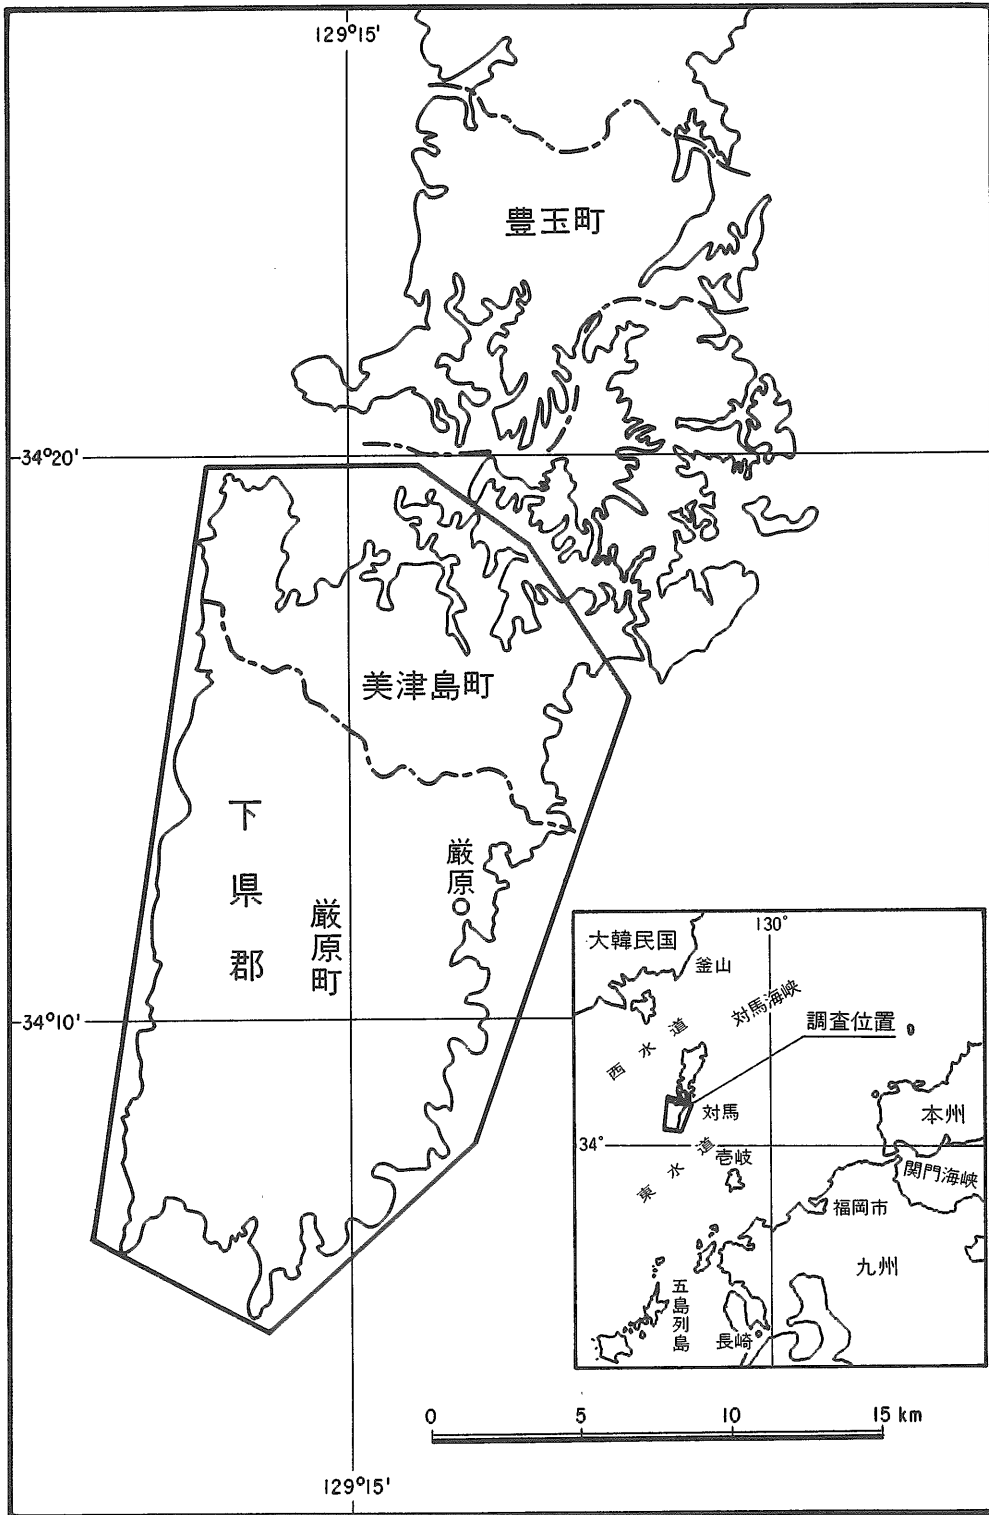 129°15'
豊玉町
34°20'
美津島町
下県郡
厳原
厳原町
34°10'
大韓民国
130°
釜山
対馬海峡
西水道
調査位置
対馬
本州
34°
東水道
壱岐
関門海峡
福岡市
九州
五島列島
長崎
0 5 10 15 km
129°15'